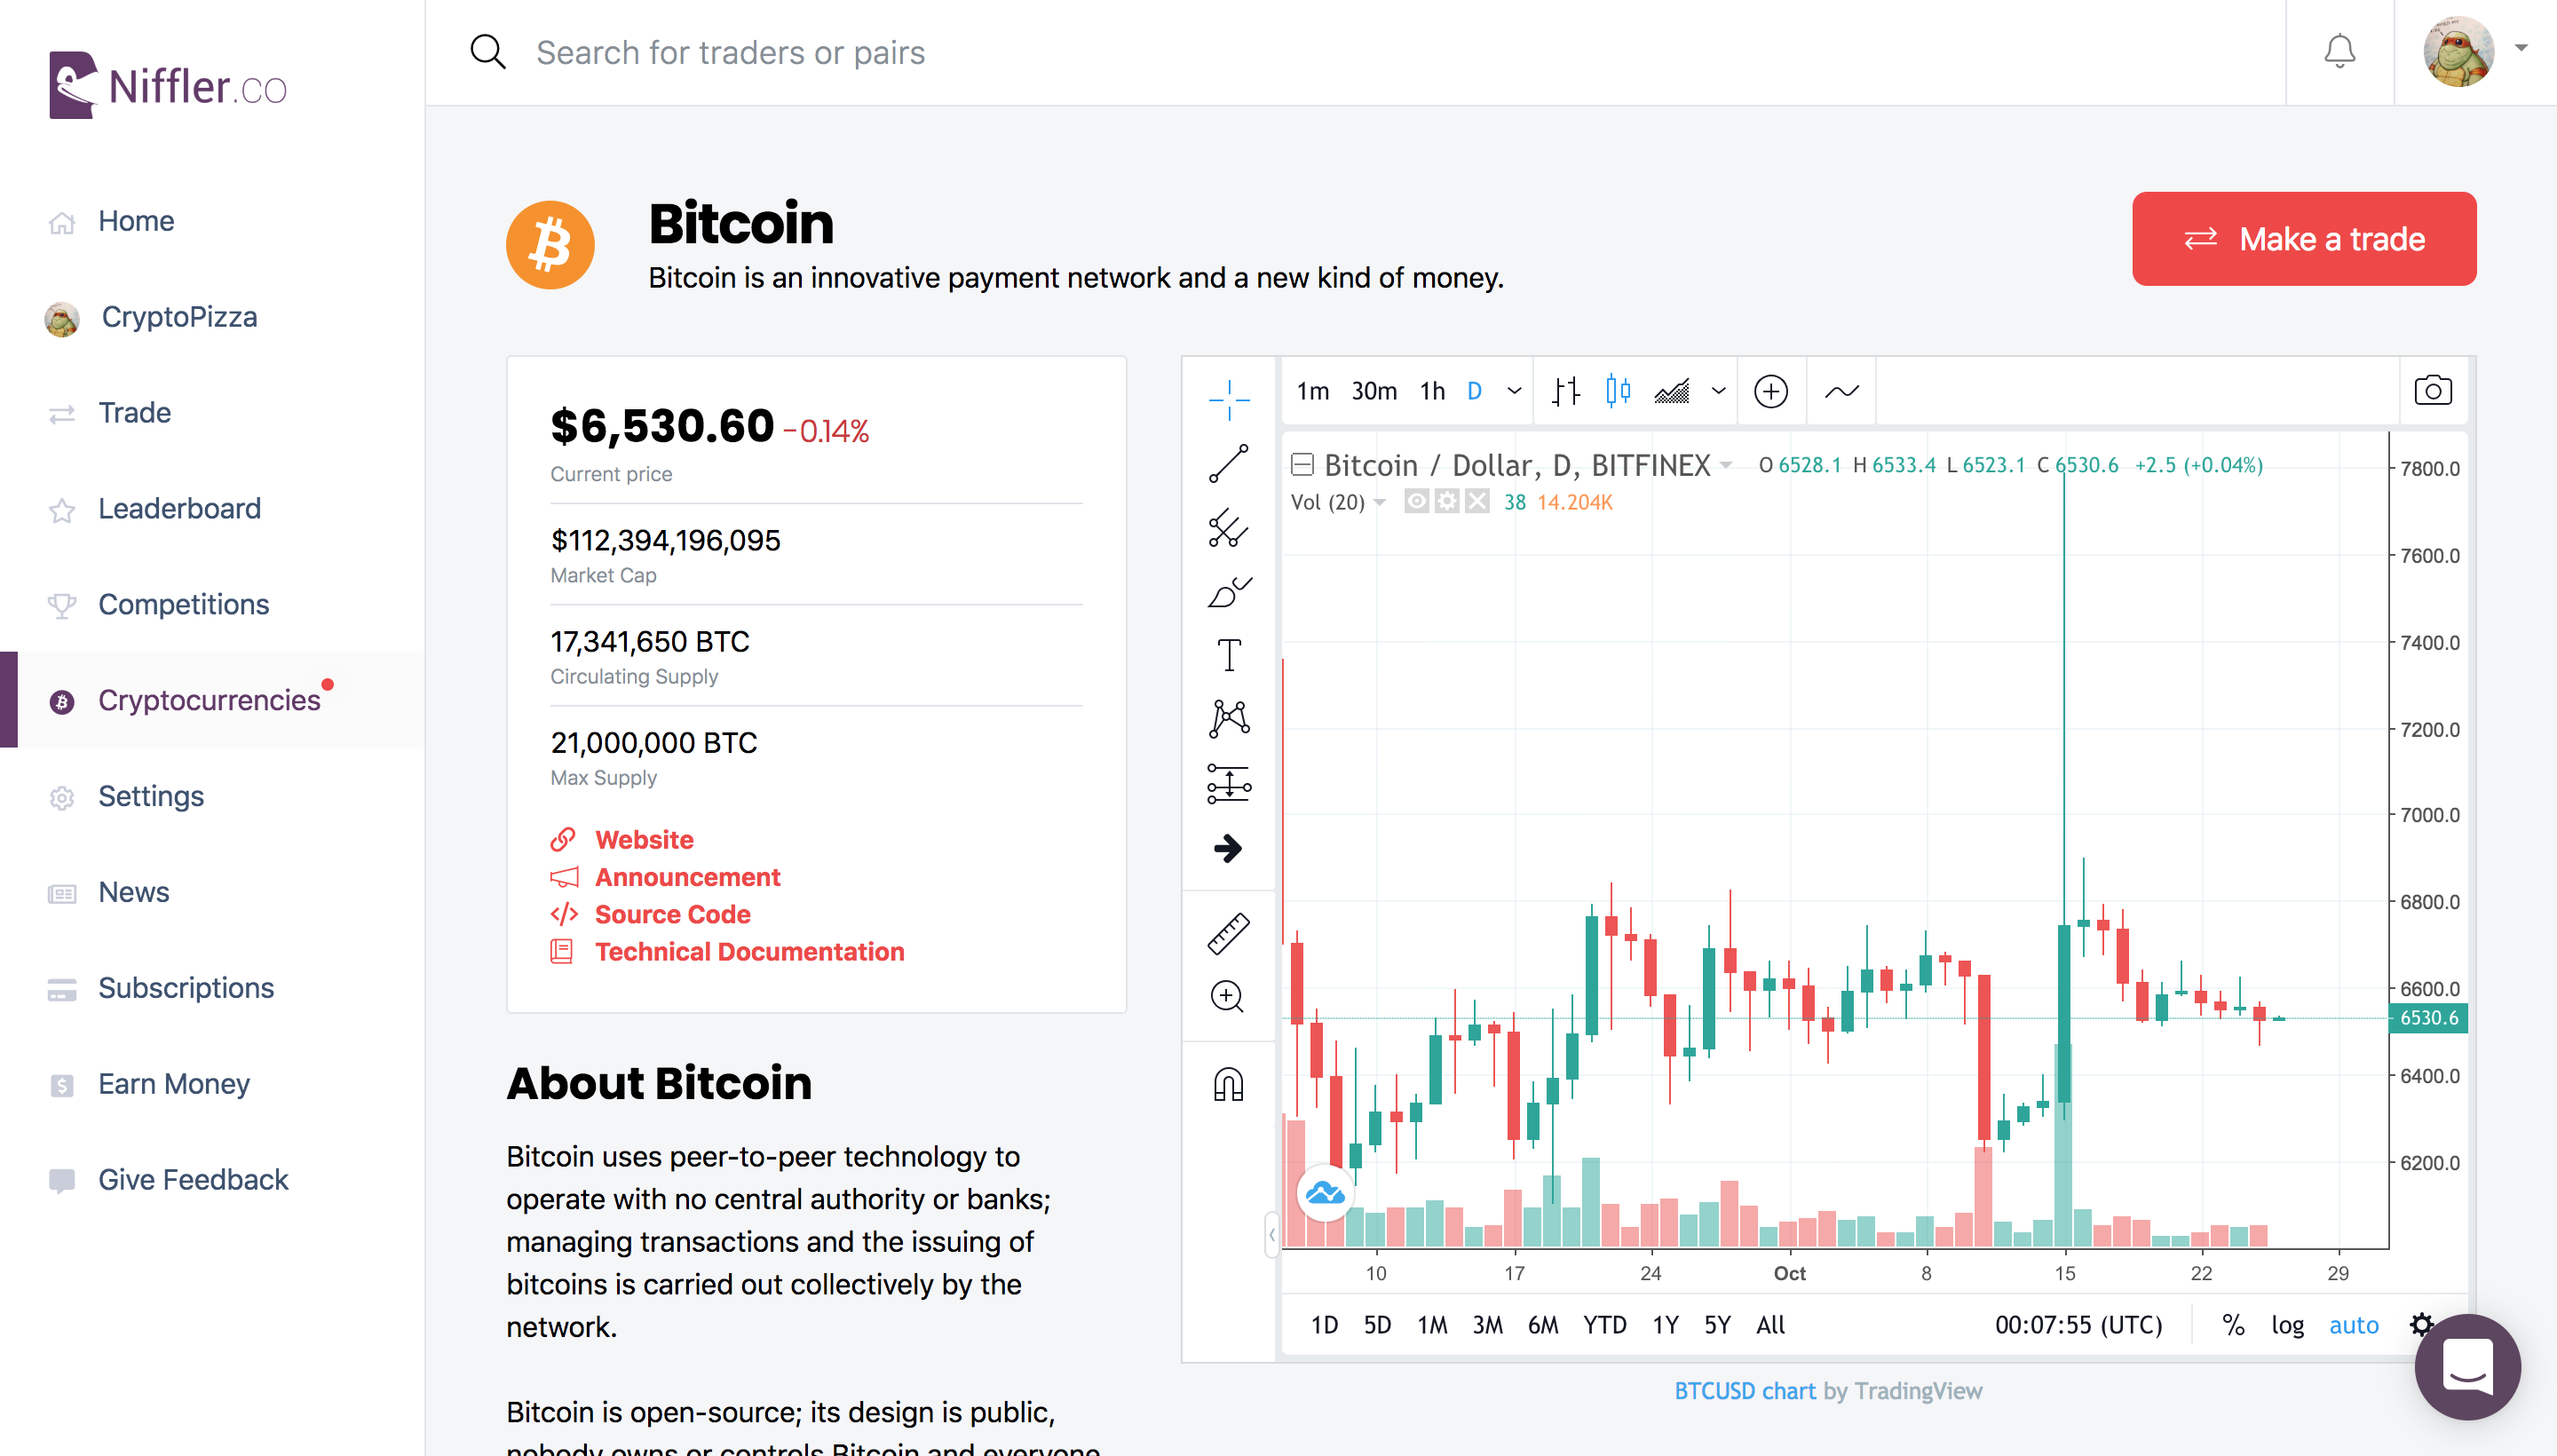 Niffler.co
Search for traders or pairs
Home
CryptoPizza
Trade
Leaderboard
Competitions
Cryptocurrencies
Settings
News
Subscriptions
Earn Money
Give Feedback
Bitcoin
Bitcoin is an innovative payment network and a new kind of money.
Make a trade
$6,530.60 -0.14%
Current price
$112,394,196,095
Market Cap
17,341,650 BTC
Circulating Supply
21,000,000 BTC
Max Supply
Website
Announcement
Source Code
Technical Documentation
About Bitcoin
Bitcoin uses peer-to-peer technology to
operate with no central authority or banks;
managing transactions and the issuing of
bitcoins is carried out collectively by the
network.
Bitcoin is open-source; its design is public,
nobody owns or controls Bitcoin and everyone
1m 30m 1h D
Bitcoin / Dollar, D, BITFINEX O 6528.1 H 6533.4 L 6523.1 C 6530.6 +2.5 (+0.04%)
Vol (20) 38 14.204K
7800.0
7600.0
7400.0
7200.0
7000.0
6800.0
6600.0
6530.6
6400.0
6200.0
10 17 24 Oct 8 15 22 29
1D 5D 1M 3M 6M YTD 1Y 5Y All 00:07:55 (UTC) % log auto
BTCUSD chart by TradingView